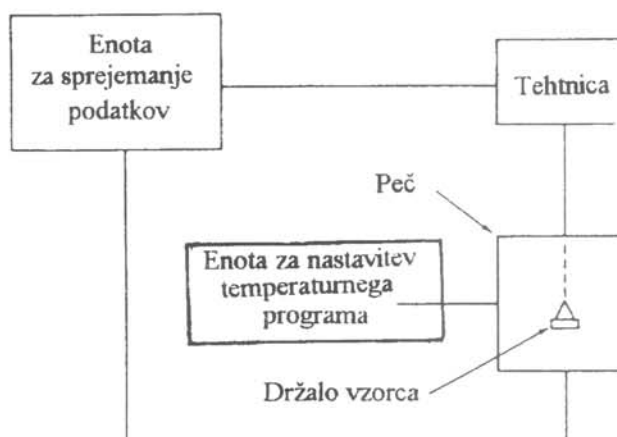 Enota
za sprejemanje
podatkov
Tehtnica
Peč
Enota za nastavitev
temperaturnega
programa
Držalo vzorca